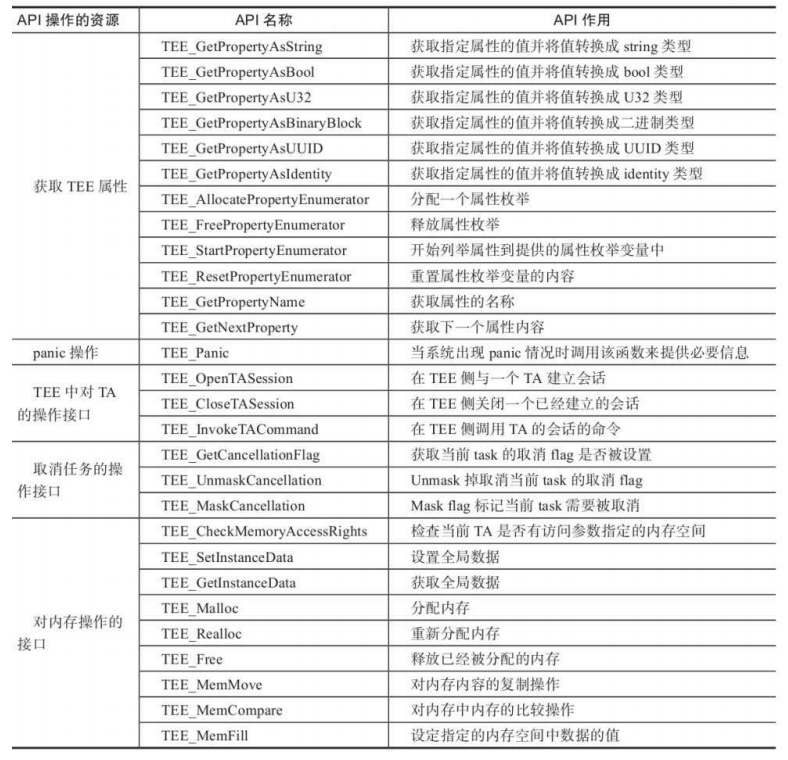 API 操作的资源 API 名称 API 作用
TEE_GetPropertyAsString 获取指定属性的值并将值转换成 string 类型
TEE_GetPropertyAsBool 获取指定属性的值并将值转换成 bool 类型
TEE_GetPropertyAsU32 获取指定属性的值并将值转换成 U32 类型
TEE_GetPropertyAsBinaryBlock 获取指定属性的值并将值转换成二进制类型
TEE_GetPropertyAsUUID 获取指定属性的值并将值转换成 UUID 类型
TEE_GetPropertyAsIdentity 获取指定属性的值并将值转换成 identity 类型
获取 TEE 属性
TEE_AllocatePropertyEnumerator 分配一个属性枚举
TEE_FreePropertyEnumerator 释放属性枚举
TEE_StartPropertyEnumerator 开始列举属性到提供的属性枚举变量中
TEE_ResetPropertyEnumerator 重置属性枚举变量的内容
TEE_GetPropertyName 获取属性的名称
TEE_GetNextProperty 获取下一个属性内容
panic 操作 TEE_Panic 当系统出现 panic 情况时调用该函数来提供必要信息
TEE_OpenTASession 在 TEE 侧与一个 TA 建立会话
TEE 中对 TA
的操作接口
TEE_CloseTASession 在 TEE 侧关闭一个已经建立的会话
TEE_InvokeTACommand 在 TEE 侧调用 TA 的会话的命令
TEE_GetCancellationFlag 获取当前 task 的取消 flag 是否被设置
取消任务的操
作接口
TEE_UnmaskCancellation Unmask 掉取消当前 task 的取消 flag
TEE_MaskCancellation Mask flag 标记当前 task 需要被取消
TEE_CheckMemoryAccessRights 检查当前 TA 是否有访问参数指定的内存空间
TEE_SetInstanceData 设置全局数据
TEE_GetInstanceData 获取全局数据
TEE_Malloc 分配内存
对内存操作的
接口
TEE_Realloc 重新分配内存
TEE_Free 释放已经被分配的内存
TEE_MemMove 对内存内容的复制操作
TEE_MemCompare 对内存中内存的比较操作
TEE_MemFill 设定指定的内存空间中数据的值